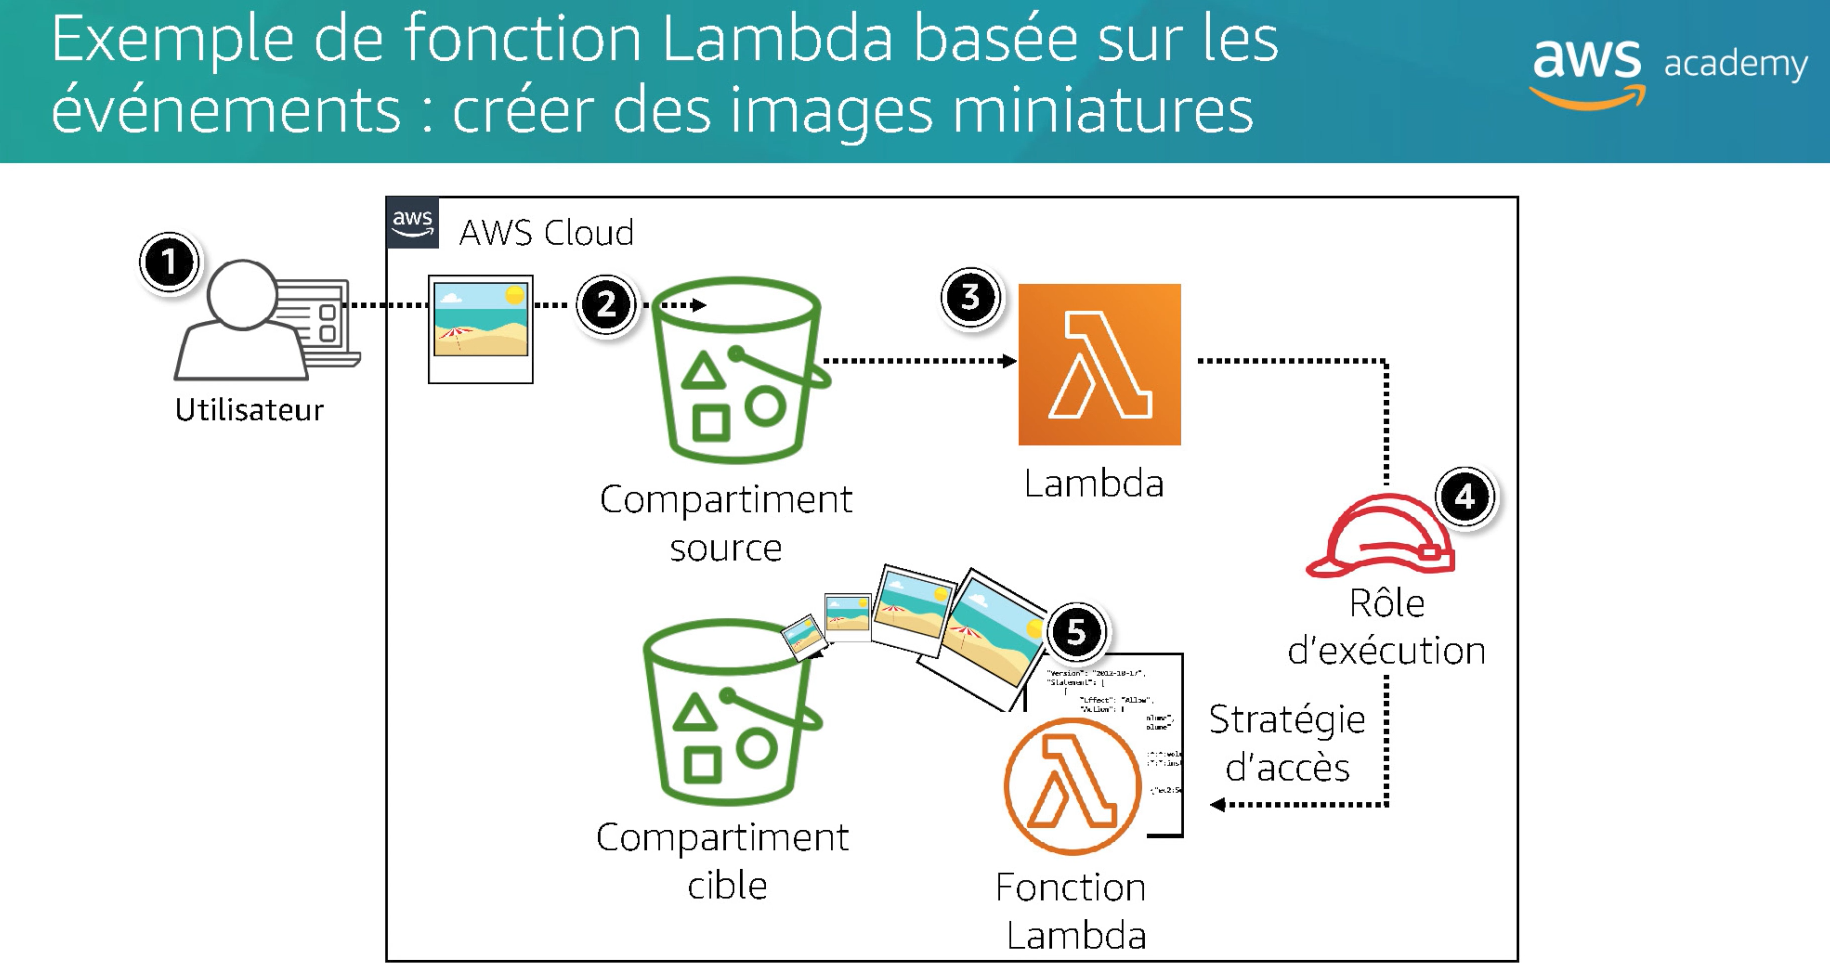 Exemple de fonction Lambda basée sur les
événements : créer des images miniatures
aws academy
aws
AWS Cloud
1
2
3
Utilisateur
Compartiment
source
Lambda
4
Rôle
d'exécution
5
"Version": "2012-10-17",
"Statement": [
{
"Effect": "Allow",
"Action": [
Stratégie
d'accès
Compartiment
cible
Fonction
Lambda